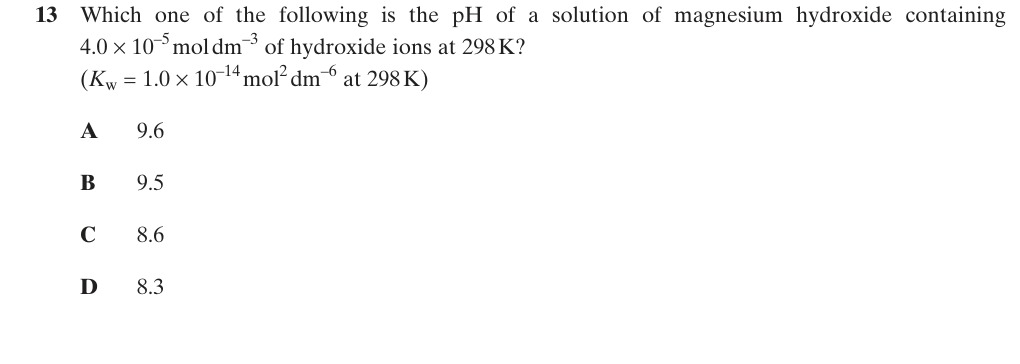 13 Which one of the following is the pH of a solution of magnesium hydroxide containing
4.0 × 10⁻⁵ mol dm⁻³ of hydroxide ions at 298 K?
(Kw = 1.0 × 10⁻¹⁴ mol² dm⁻⁶ at 298 K)
A 9.6
B 9.5
C 8.6
D 8.3